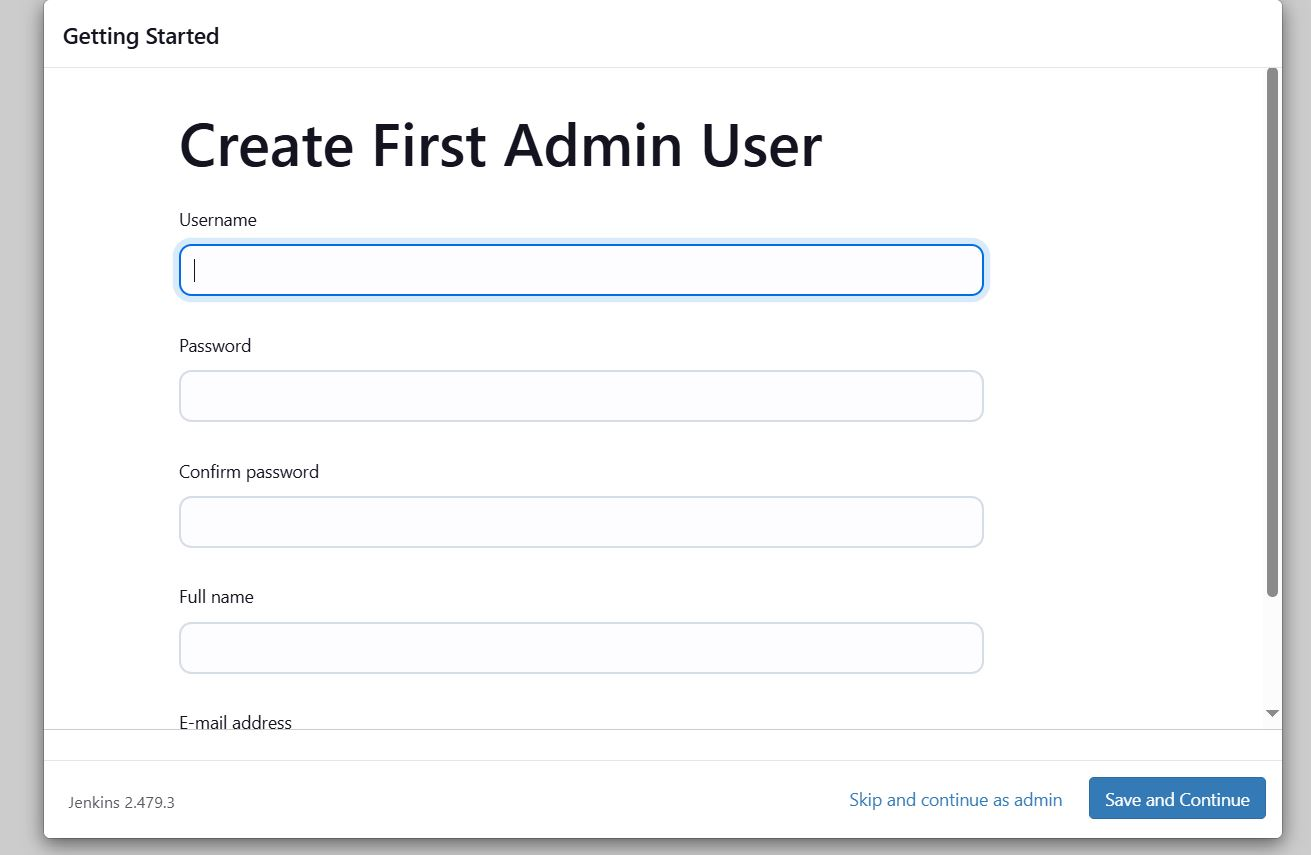 Getting Started
Create First Admin User
Username
Password
Confirm password
Full name
E-mail address
Jenkins 2.479.3
Skip and continue as admin
Save and Continue